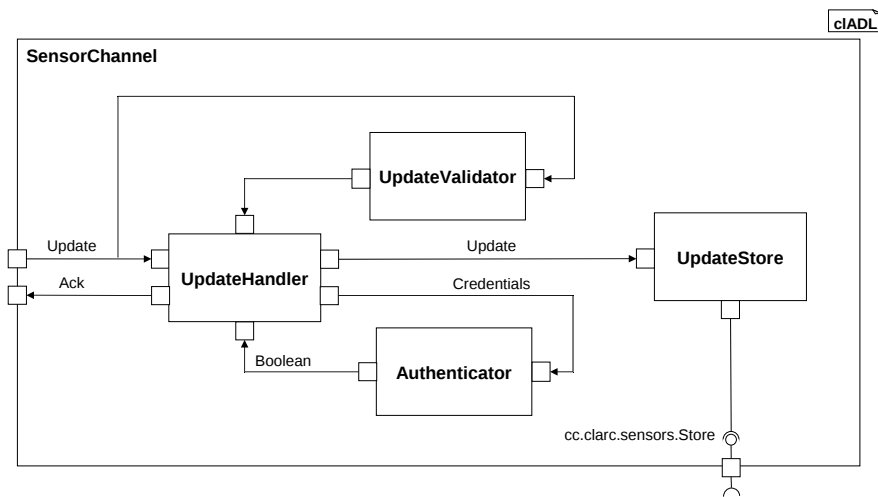 clADL
SensorChannel
UpdateValidator
Update
Update
UpdateStore
UpdateHandler
Ack
Credentials
Boolean
Authenticator
cc.clarc.sensors.Store